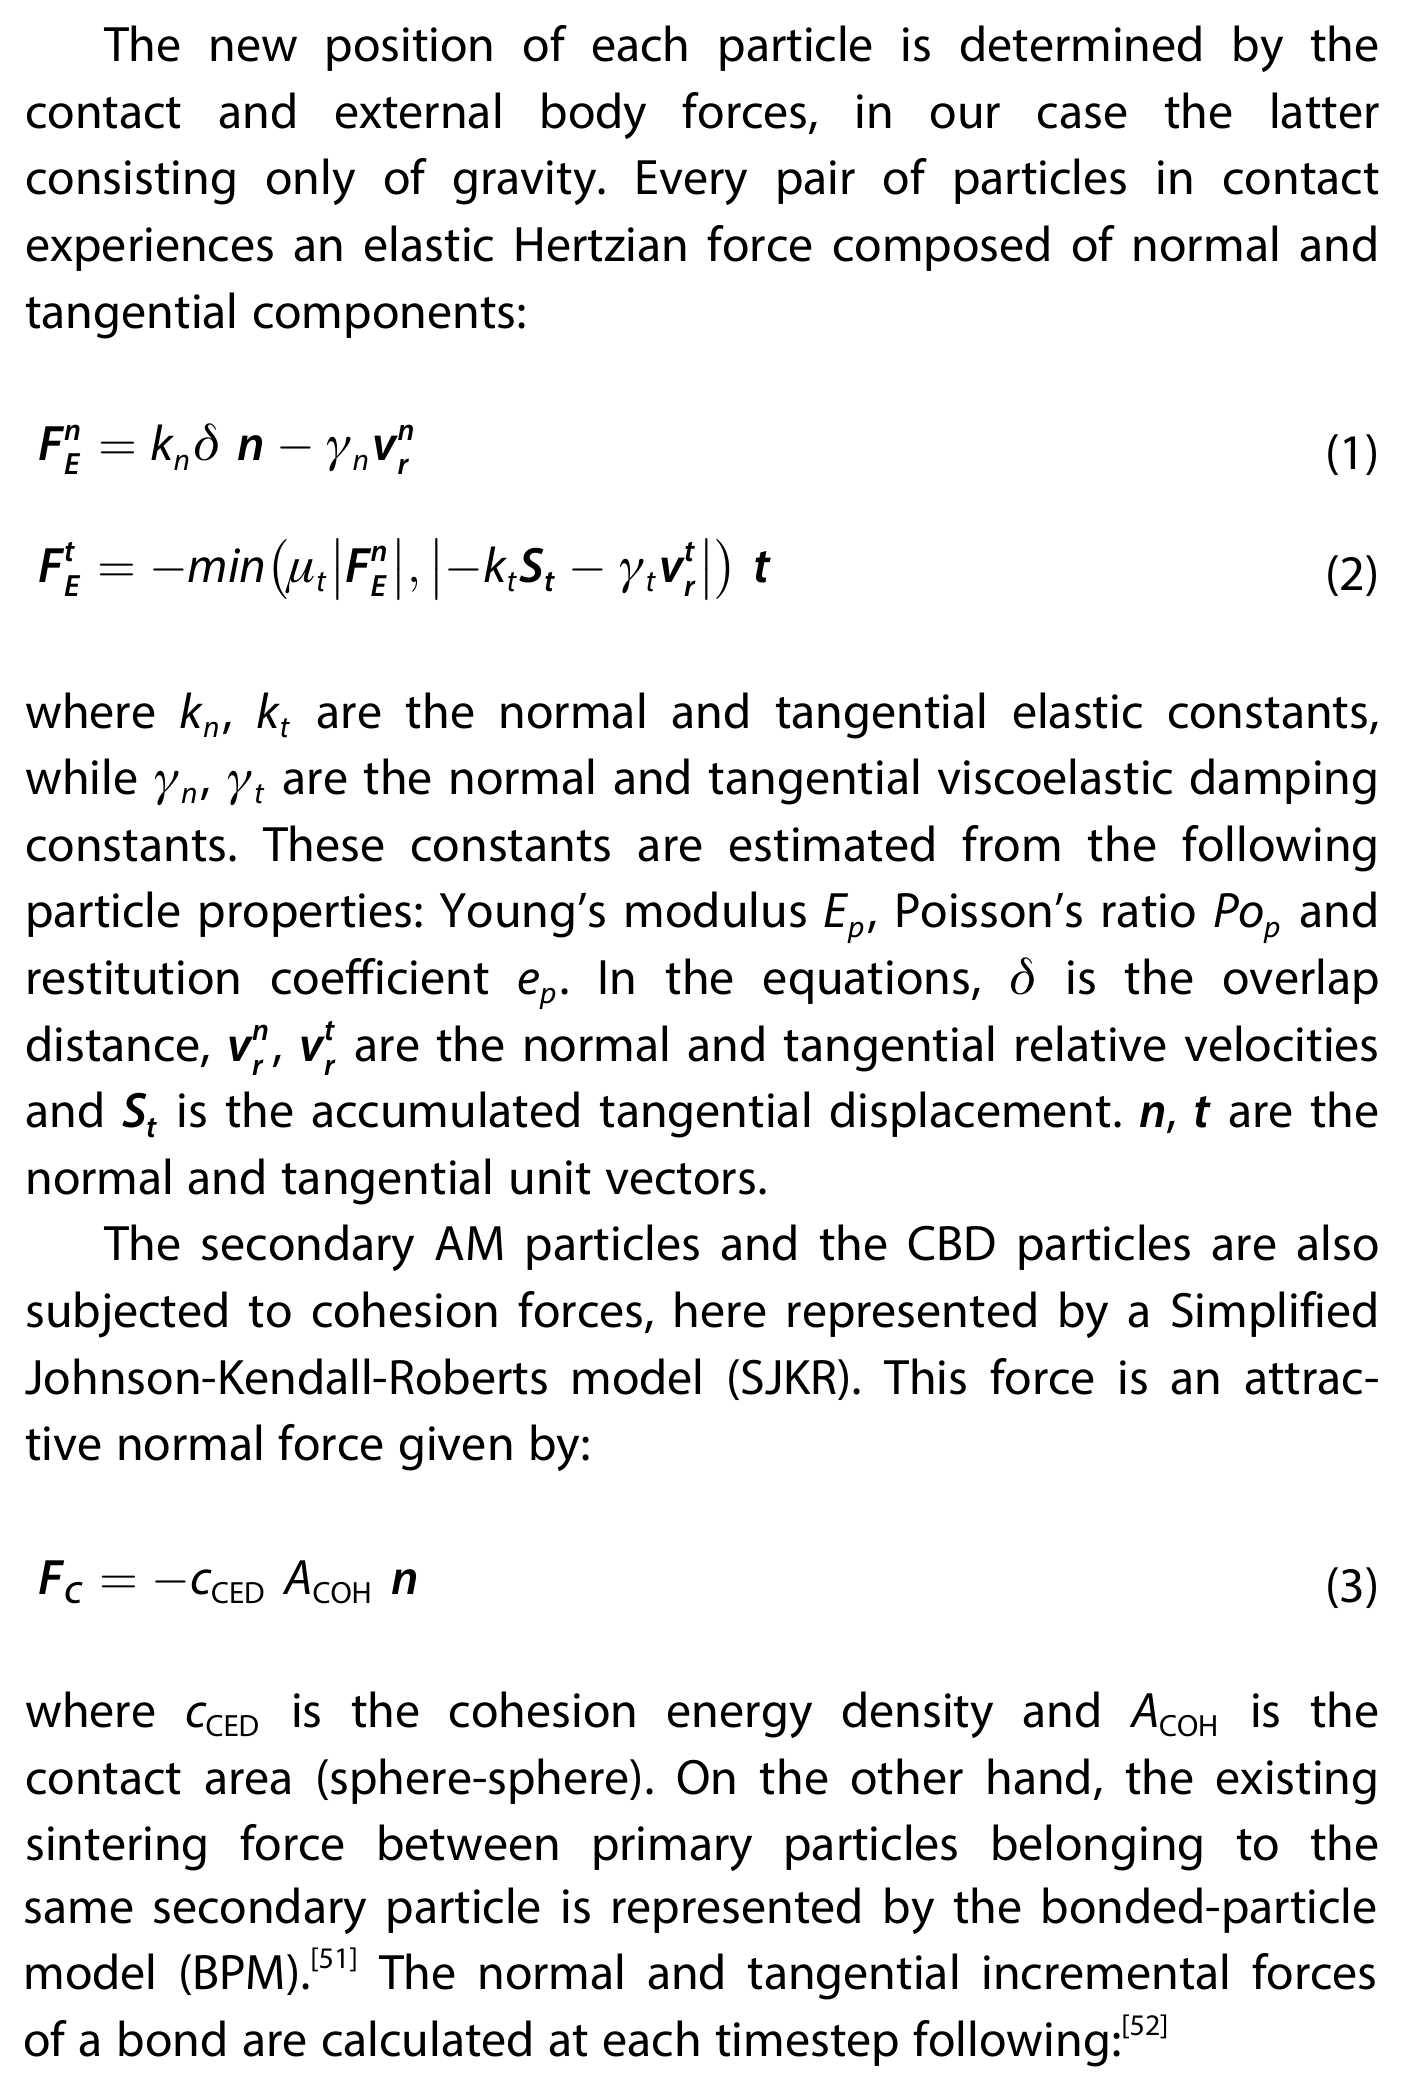 The new position of each particle is determined by the
contact and external body forces, in our case the latter
consisting only of gravity. Every pair of particles in contact
experiences an elastic Hertzian force composed of normal and
tangential components:
F_E^n = k_n δ n − γ_n v_r^n (1)
F_E^t = −min(μ_t|F_E^n|, |−k_t S_t − γ_t v_r^t|) t (2)
where k_n, k_t are the normal and tangential elastic constants,
while γ_n, γ_t are the normal and tangential viscoelastic damping
constants. These constants are estimated from the following
particle properties: Young’s modulus E_p, Poisson’s ratio Po_p and
restitution coefficient e_p. In the equations, δ is the overlap
distance, v_r^n, v_r^t are the normal and tangential relative velocities
and S_t is the accumulated tangential displacement. n, t are the
normal and tangential unit vectors.
The secondary AM particles and the CBD particles are also
subjected to cohesion forces, here represented by a Simplified
Johnson-Kendall-Roberts model (SJKR). This force is an attrac-
tive normal force given by:
F_C = −c_CED A_COH n (3)
where c_CED is the cohesion energy density and A_COH is the
contact area (sphere-sphere). On the other hand, the existing
sintering force between primary particles belonging to the
same secondary particle is represented by the bonded-particle
model (BPM).[51] The normal and tangential incremental forces
of a bond are calculated at each timestep following:[52]